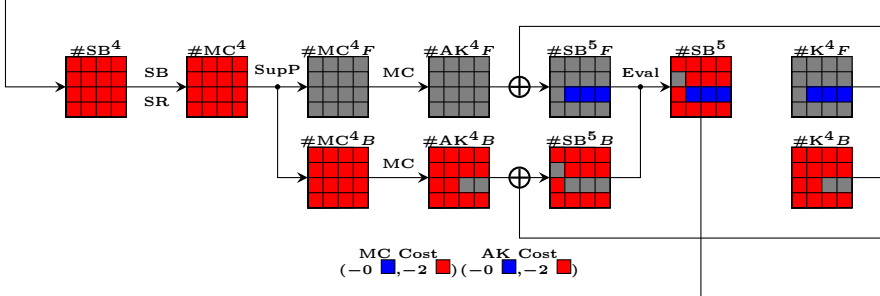 #SB⁴ #MC⁴ #MC⁴F #AK⁴F #SB⁵F #SB⁵ #K⁴F
SB SupP MC Eval
SR
#MC⁴B #AK⁴B #SB⁵B #K⁴B
MC
MC Cost AK Cost
(−0 ,−2 )(−0 ,−2 )